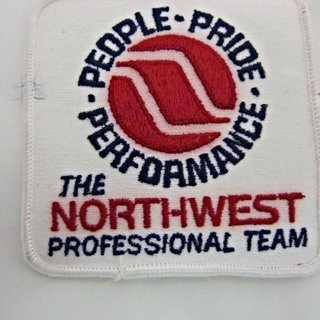 ·PEOPLE·PRIDE·
PERFORMANCE
THE
NORTHWEST
PROFESSIONAL TEAM